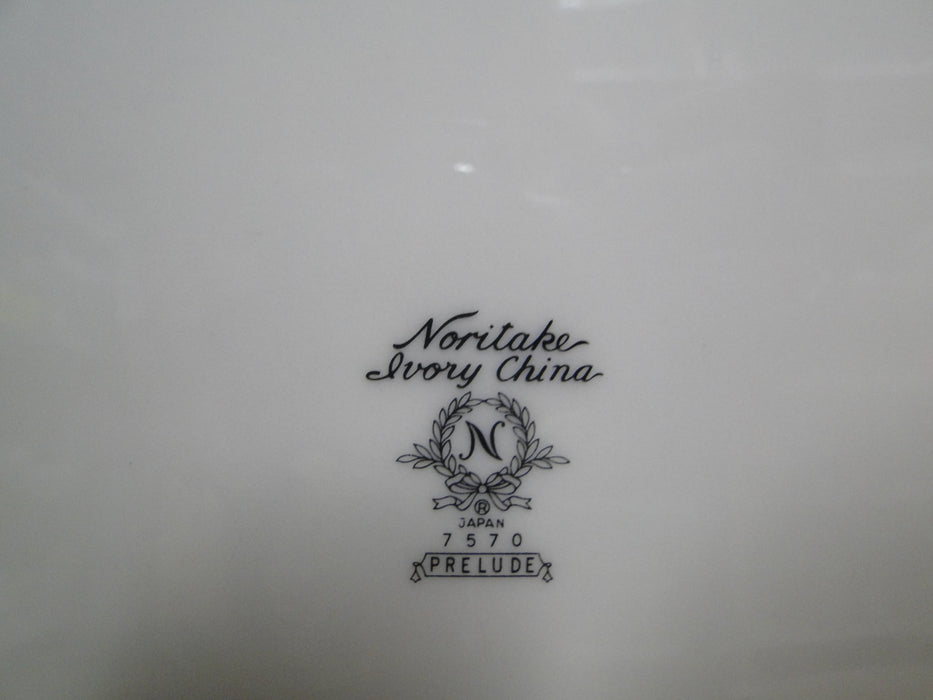 Noritake
Ivory China
N
®
JAPAN
7570
PRELUDE